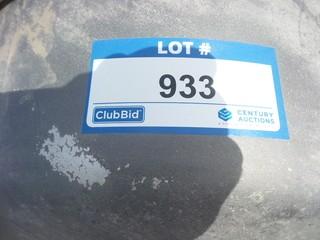 LOT #
933
ClubBid
CENTURY
AUCTIONS